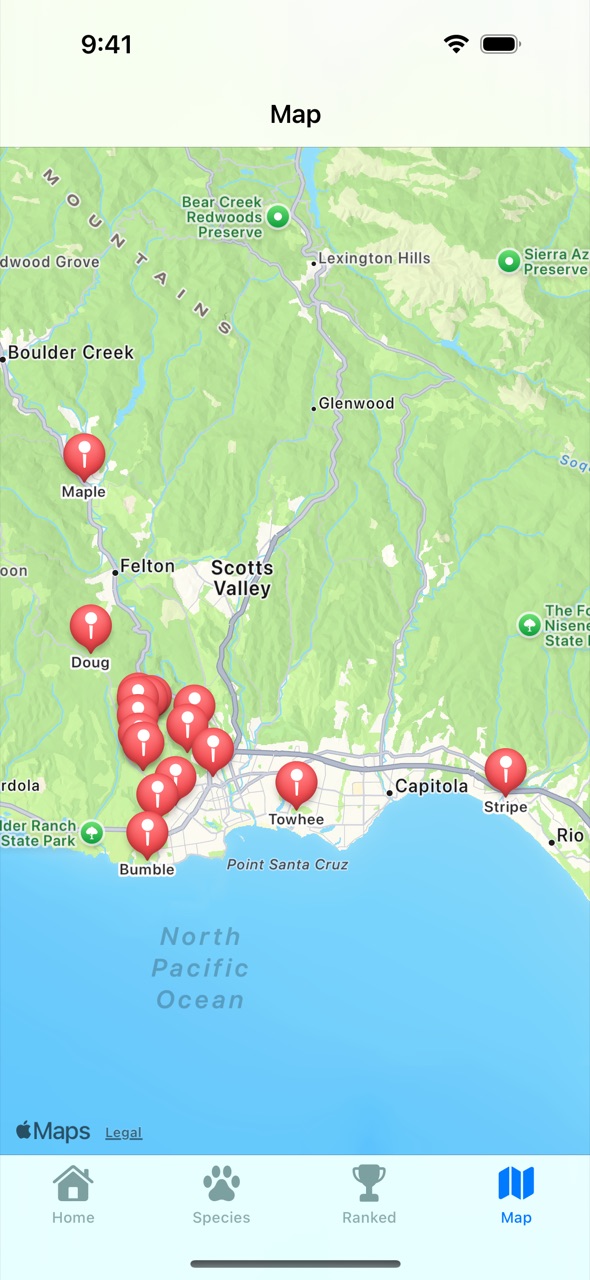 9:41
Map
MOUNTAINS
Bear Creek
Redwoods
Preserve
dwood Grove
Lexington Hills
Sierra Az
Preserve
Boulder Creek
Glenwood
Soq
Maple
oon
Felton
Scotts
Valley
The Fo
Nisene
State
Doug
rdola
Capitola
Stripe
Towhee
lder Ranch
State Park
Rio
Bumble
Point Santa Cruz
North
Pacific
Ocean
Maps
Legal
Home
Species
Ranked
Map